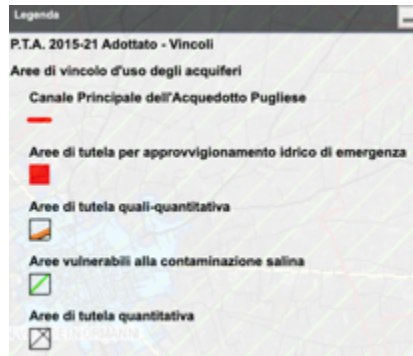 Legenda
P.T.A. 2015-21 Adottato - Vincoli
Aree di vincolo d'uso degli acquiferi
Canale Principale dell'Acquedotto Pugliese
Aree di tutela per approvvigionamento idrico di emergenza
Aree di tutela quali-quantitativa
Aree vulnerabili alla contaminazione salina
Aree di tutela quantitativa